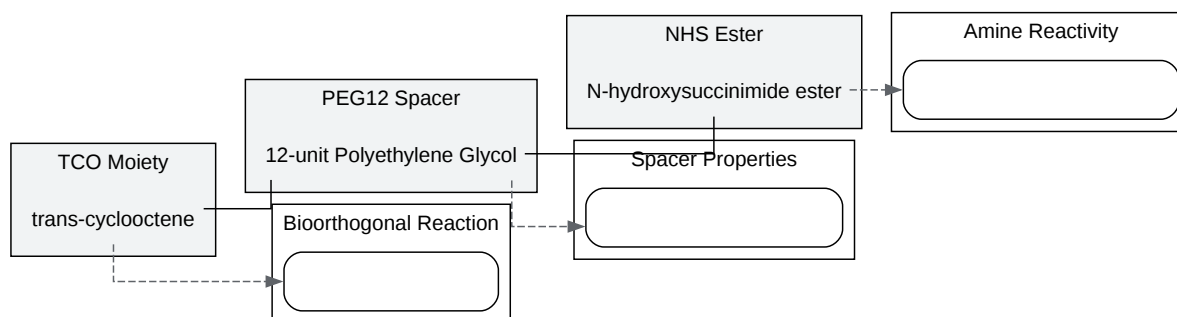 NHS Ester
N-hydroxysuccinimide ester
Amine Reactivity
PEG12 Spacer
12-unit Polyethylene Glycol
Spacer Properties
TCO Moiety
trans-cyclooctene
Bioorthogonal Reaction